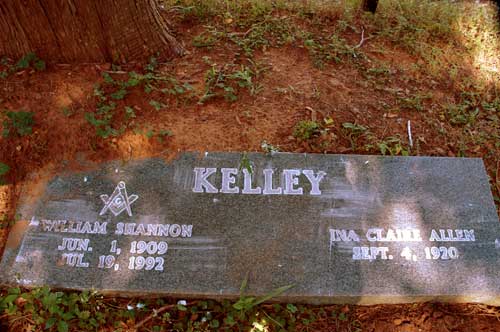 KELLEY
G
WILLIAM SHANNON
JUN. 1, 1909
JUL. 19, 1992
INA CLAIRE ALLEN
SEPT. 4, 1920